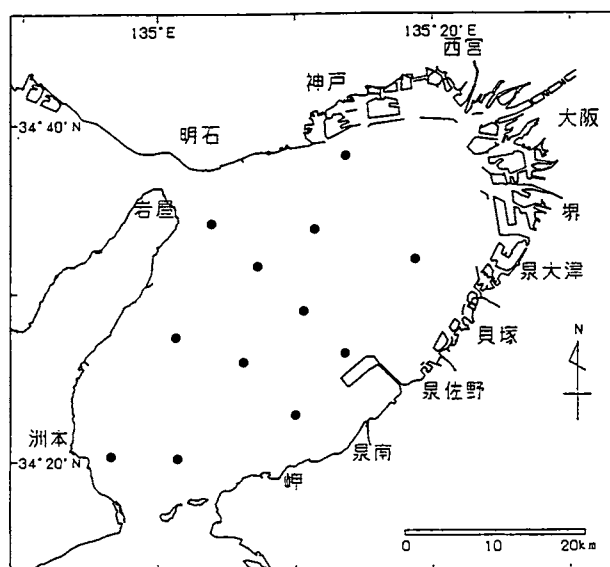 135°E
135°20'E
西宮
神戸
34°40'N
明石
大阪
岩屋
堺
泉大津
貝塚
N
泉佐野
洲本
泉南
34°20'N
岬
0 10 20km